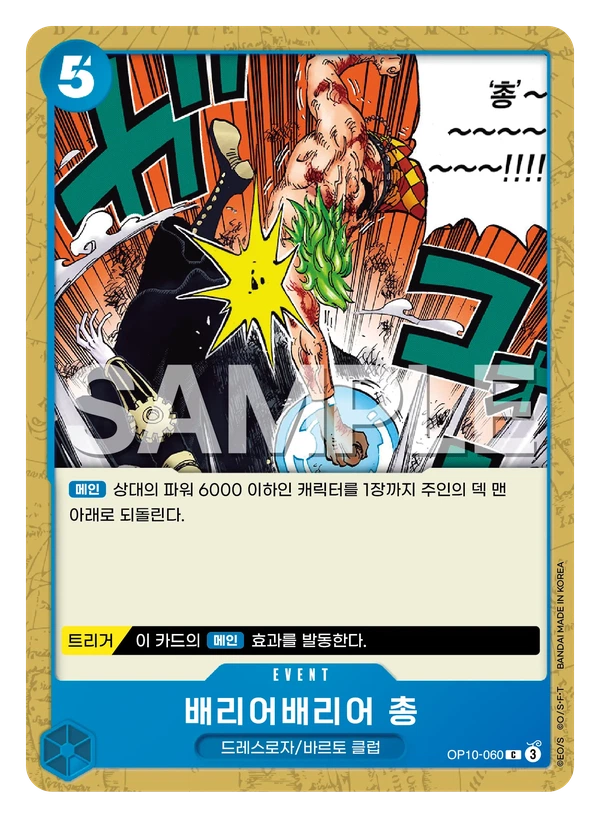 5
'총'~
~~~~
~~~!!!!
SAMPLE
메인 상대의 파워 6000 이하인 캐릭터를 1장까지 주인의 덱 맨
아래로 되돌린다.
트리거 이 카드의 메인 효과를 발동한다.
EVENT
배리어배리어 총
드레스로자/바르토 클럽
OP10-060 C 3
©EO/S ©O/S·F·T BANDAI MADE IN KOREA